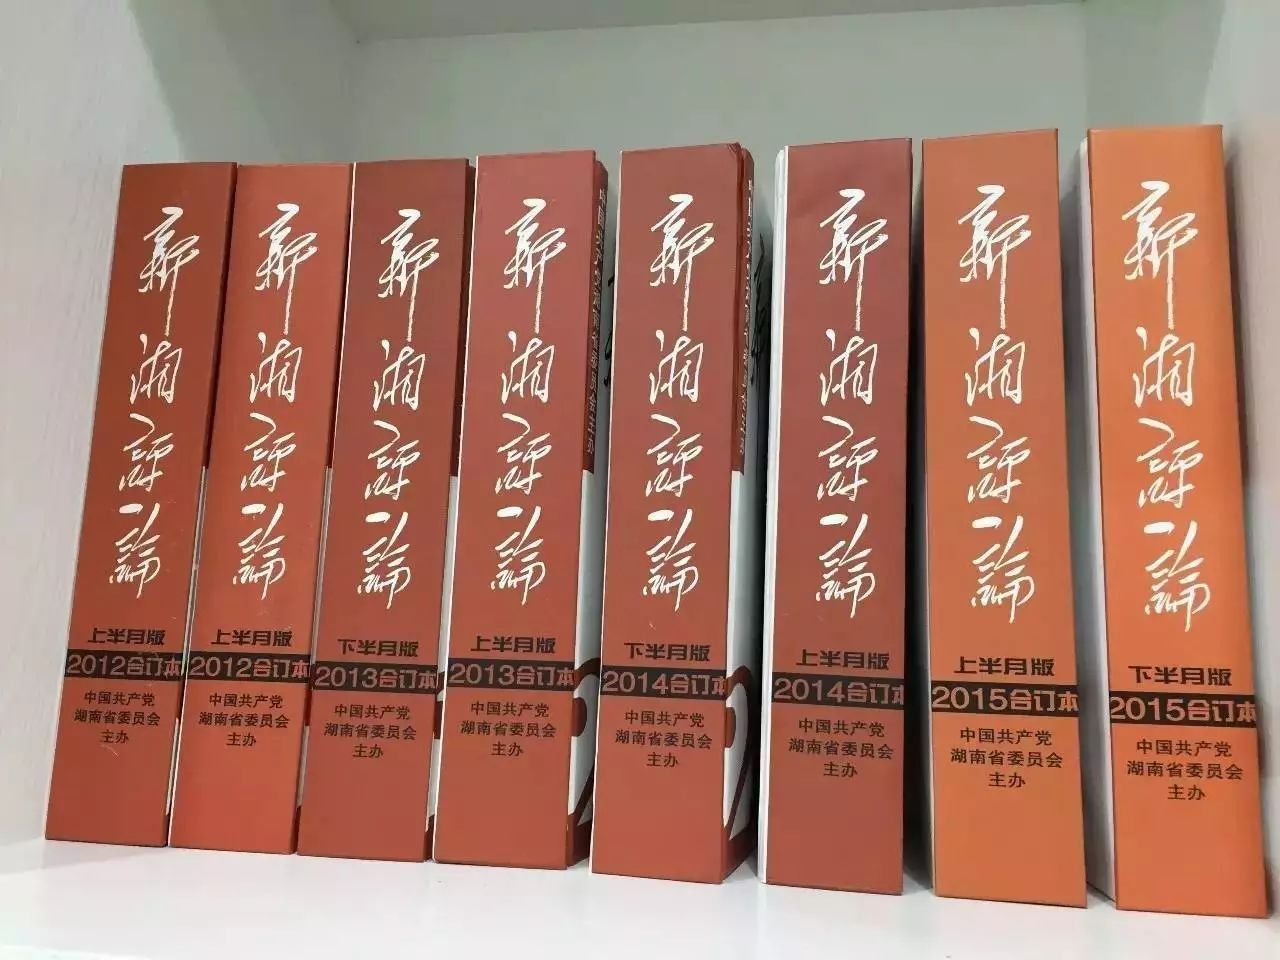 新湘评论
上半月版
2012合订本
中国共产党
湖南省委员会
主办
新湘评论
上半月版
2012合订本
中国共产党
湖南省委员会
主办
新湘评论
下半月版
2013合订本
中国共产党
湖南省委员会
主办
新湘评论
上半月版
2013合订本
中国共产党
湖南省委员会
主办
新湘评论
下半月版
2014合订本
中国共产党
湖南省委员会
主办
新湘评论
上半月版
2014合订本
中国共产党
湖南省委员会
主办
新湘评论
上半月版
2015合订本
中国共产党
湖南省委员会
主办
新湘评论
下半月版
2015合订本
中国共产党
湖南省委员会
主办